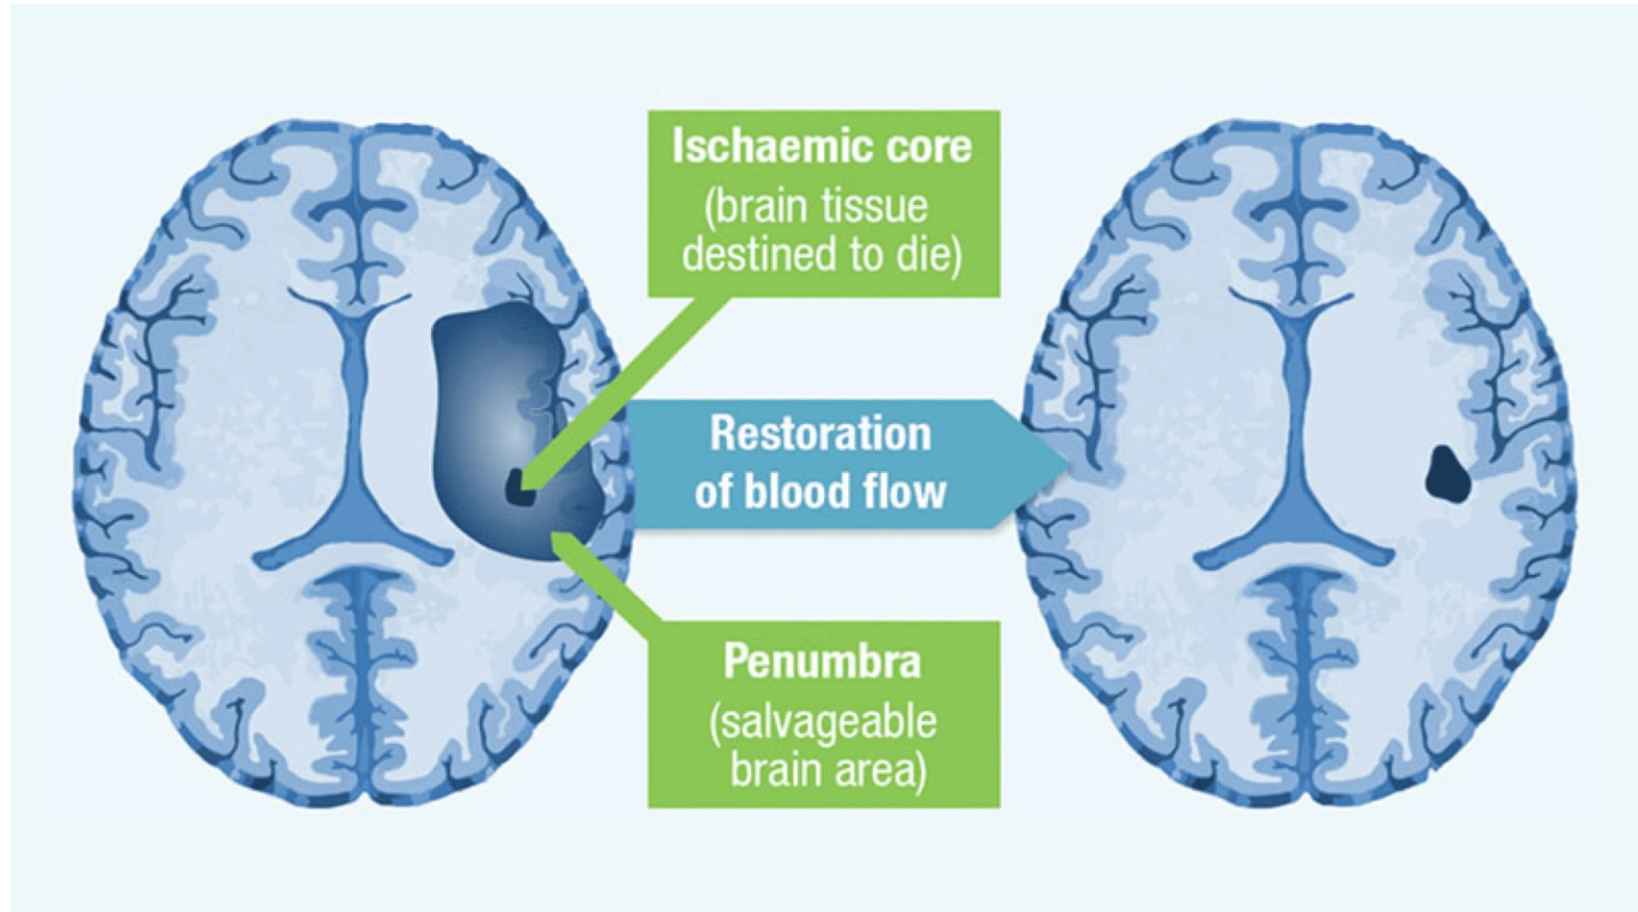 Ischaemic core
(brain tissue
destined to die)
Restoration
of blood flow
Penumbra
(salvageable
brain area)